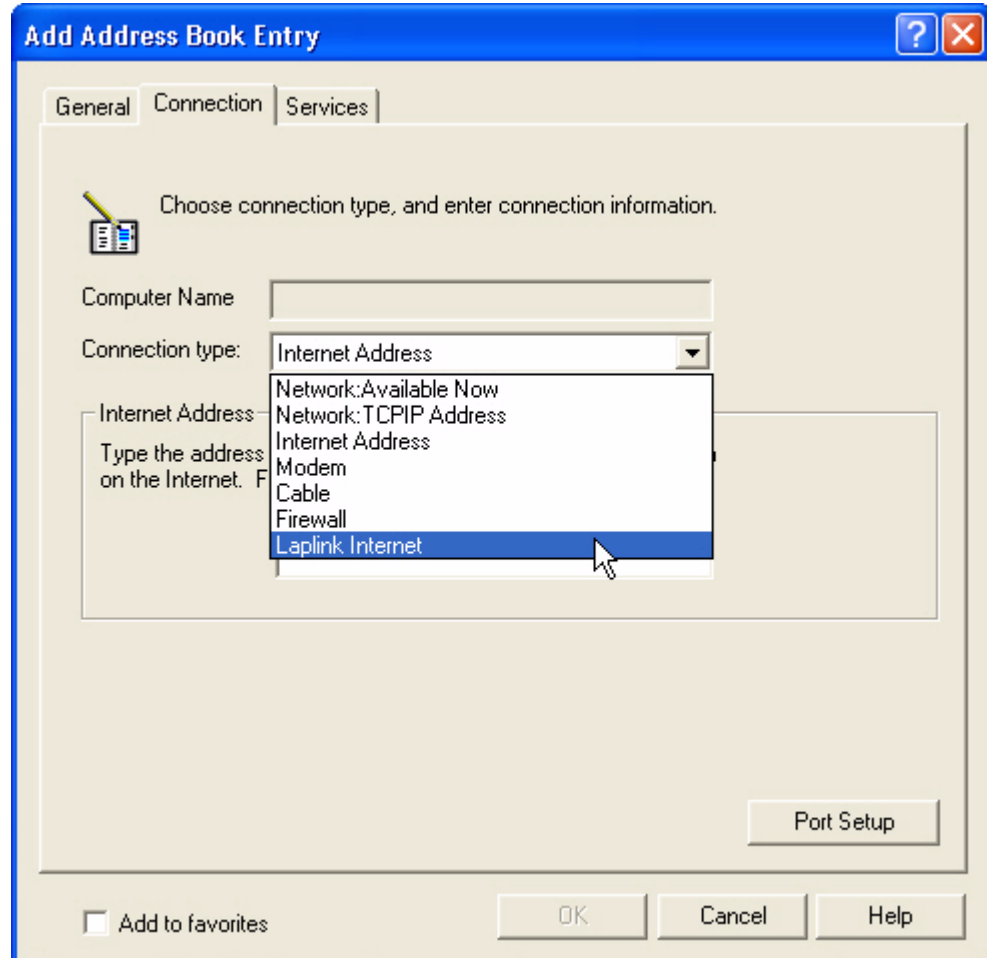 Add Address Book Entry
General
Connection
Services
Choose connection type, and enter connection information.
Computer Name
Connection type:
Internet Address
Network:Available Now
Network:TCPIP Address
Internet Address
Modem
Cable
Firewall
Laplink Internet
Internet Address
Type the address
on the Internet. F
Port Setup
Add to favorites
OK
Cancel
Help